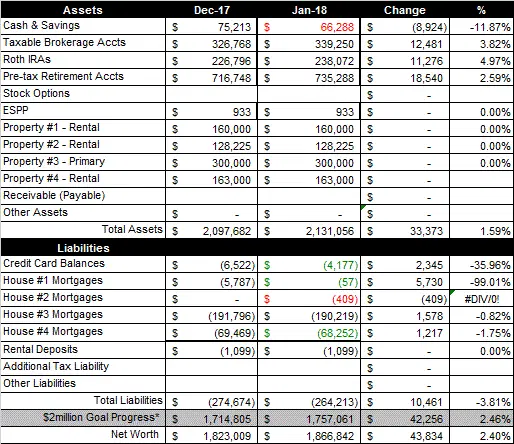 Assets Dec-17 Jan-18 Change %
Cash & Savings $ 75,213 $ 66,288 $ (8,924) -11.87%
Taxable Brokerage Accts $ 326,768 $ 339,250 $ 12,481 3.82%
Roth IRAs $ 226,796 $ 238,072 $ 11,276 4.97%
Pre-tax Retirement Accts $ 716,748 $ 735,288 $ 18,540 2.59%
Stock Options $ -
ESPP $ 933 $ 933 $ - 0.00%
Property #1 - Rental $ 160,000 $ 160,000 $ - 0.00%
Property #2 - Rental $ 128,225 $ 128,225 $ - 0.00%
Property #3 - Primary $ 300,000 $ 300,000 $ - 0.00%
Property #4 - Rental $ 163,000 $ 163,000 $ -
Receivable (Payable) $ -
Other Assets $ - $ - $ -
Total Assets $ 2,097,682 $ 2,131,056 $ 33,373 1.59%
Liabilities
Credit Card Balances $ (6,522) $ (4,177) $ 2,345 -35.96%
House #1 Mortgages $ (5,787) $ (57) $ 5,730 -99.01%
House #2 Mortgages $ - $ (409) $ (409) #DIV/0!
House #3 Mortgages $ (191,796) $ (190,219) $ 1,578 -0.82%
House #4 Mortgages $ (69,469) $ (68,252) $ 1,217 -1.75%
Rental Deposits $ (1,099) $ (1,099) $ - 0.00%
Additional Tax Liability $ -
Other Liabilities $ -
Total Liabilities $ (274,674) $ (264,213) $ 10,461 -3.81%
$2million Goal Progress* $ 1,714,805 $ 1,757,061 $ 42,256 2.46%
Net Worth $ 1,823,009 $ 1,866,842 $ 43,834 2.40%